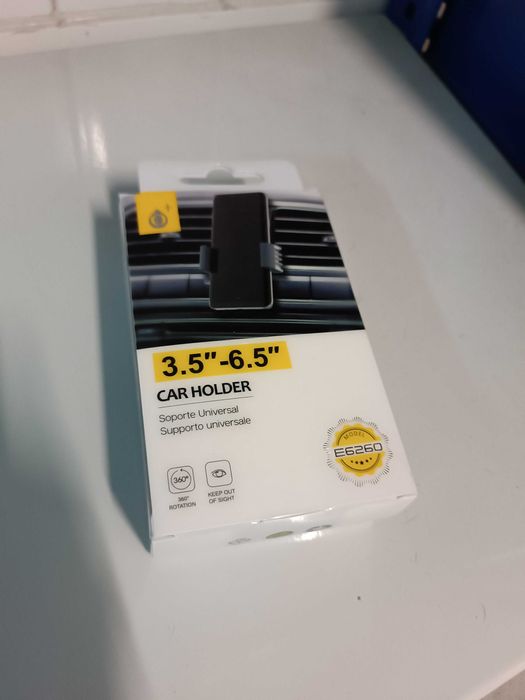 3.5"-6.5"
CAR HOLDER
Soporte Universal
Supporto universale
360°
360°
ROTATION
KEEP OUT
OF SIGHT
MODEL
E6260